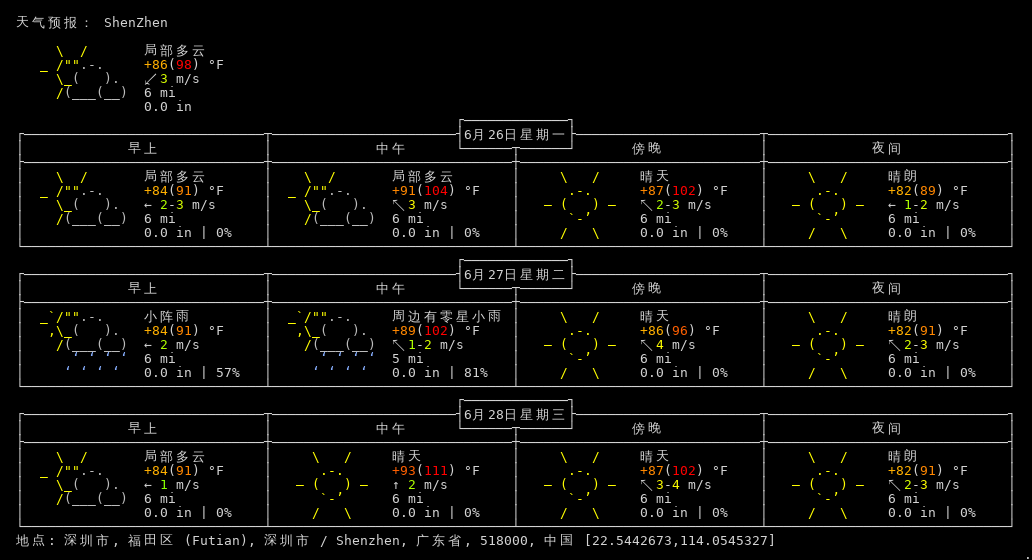 天气预报： ShenZhen
局部多云
+86(98) °F
↙ 3 m/s
6 mi
0.0 in
6月26日星期一
早上 中午 傍晚 夜间
局部多云 局部多云 晴天 晴朗
+84(91) °F +91(104) °F +87(102) °F +82(89) °F
← 2-3 m/s ↖ 3 m/s ↖ 2-3 m/s ← 1-2 m/s
6 mi 6 mi 6 mi 6 mi
0.0 in | 0% 0.0 in | 0% 0.0 in | 0% 0.0 in | 0%
6月27日星期二
早上 中午 傍晚 夜间
小阵雨 周边有零星小雨 晴天 晴朗
+84(91) °F +89(102) °F +86(96) °F +82(91) °F
← 2 m/s ↖ 1-2 m/s ↖ 4 m/s ↖ 2-3 m/s
6 mi 5 mi 6 mi 6 mi
0.0 in | 57% 0.0 in | 81% 0.0 in | 0% 0.0 in | 0%
6月28日星期三
早上 中午 傍晚 夜间
局部多云 晴天 晴天 晴朗
+84(91) °F +93(111) °F +87(102) °F +82(91) °F
← 1 m/s ↑ 2 m/s ↖ 3-4 m/s ↖ 2-3 m/s
6 mi 6 mi 6 mi 6 mi
0.0 in | 0% 0.0 in | 0% 0.0 in | 0% 0.0 in | 0%
地点: 深圳市, 福田区 (Futian), 深圳市 / Shenzhen, 广东省, 518000, 中国 [22.5442673,114.0545327]